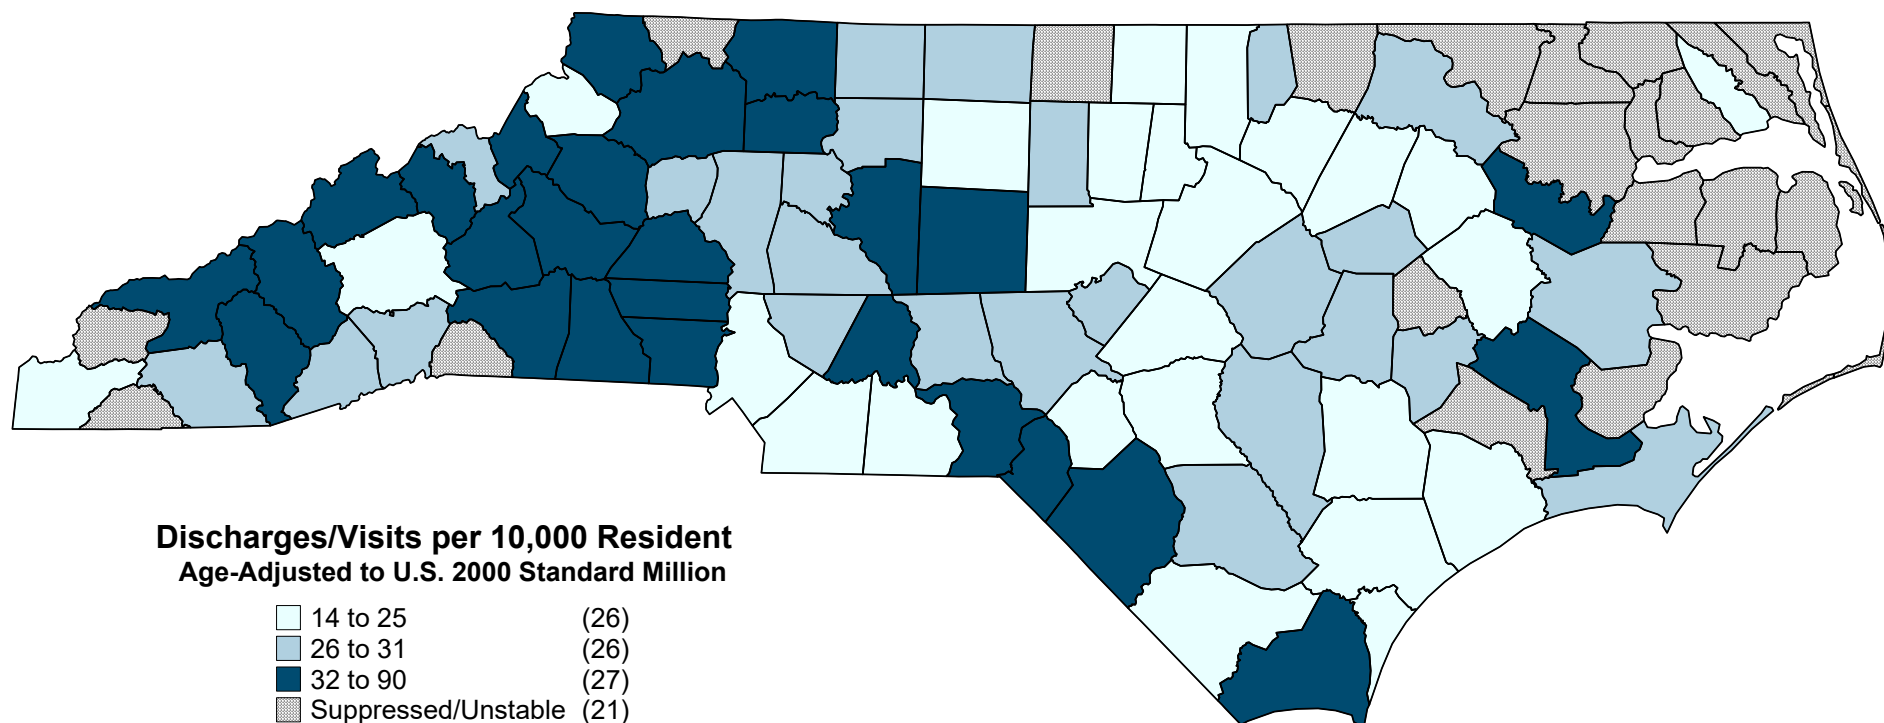 Discharges/Visits per 10,000 Resident
Age-Adjusted to U.S. 2000 Standard Million
14 to 25 (26)
26 to 31 (26)
32 to 90 (27)
Suppressed/Unstable (21)